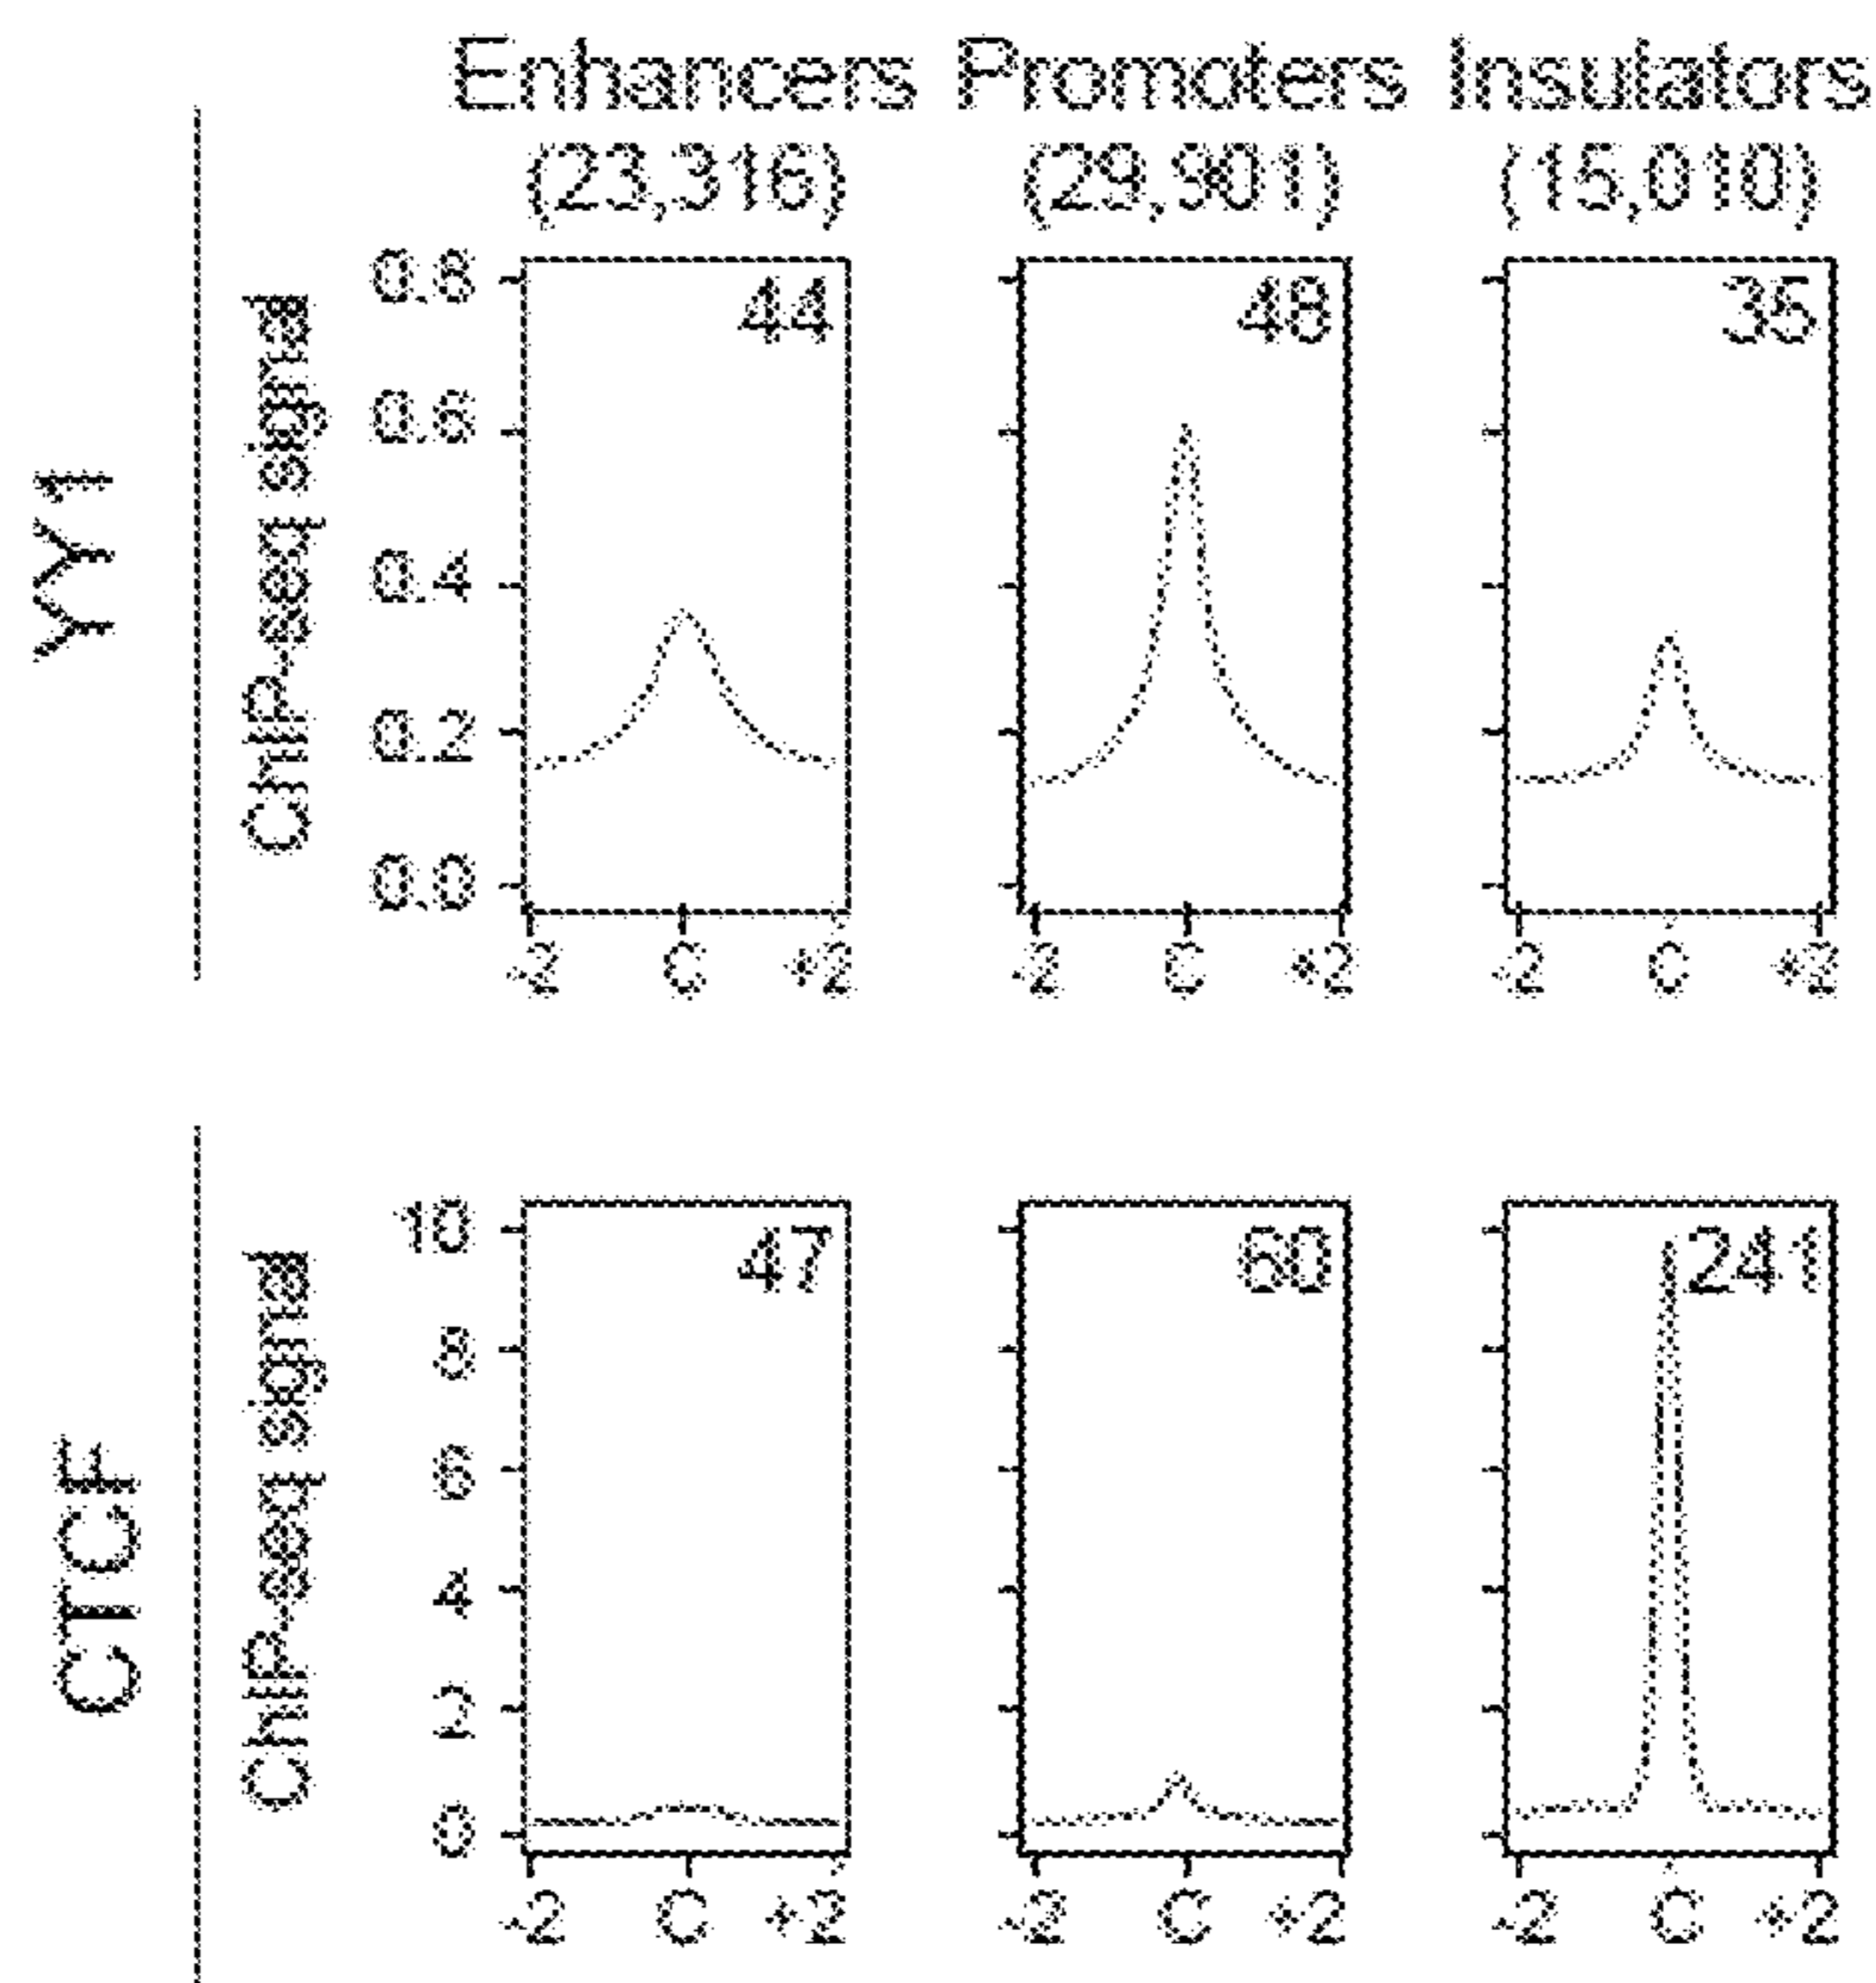 Enhancers Promoters Insulators
(23,316) (29,901) (15,010)
YY1
ChIP-seq signal
0.8
0.6
0.4
0.2
0.0
44
48
35
-2 C +2
-2 C +2
-2 C +2
CTCF
ChIP-seq signal
10
8
6
4
2
0
47
60
241
-2 C +2
-2 C +2
-2 C +2